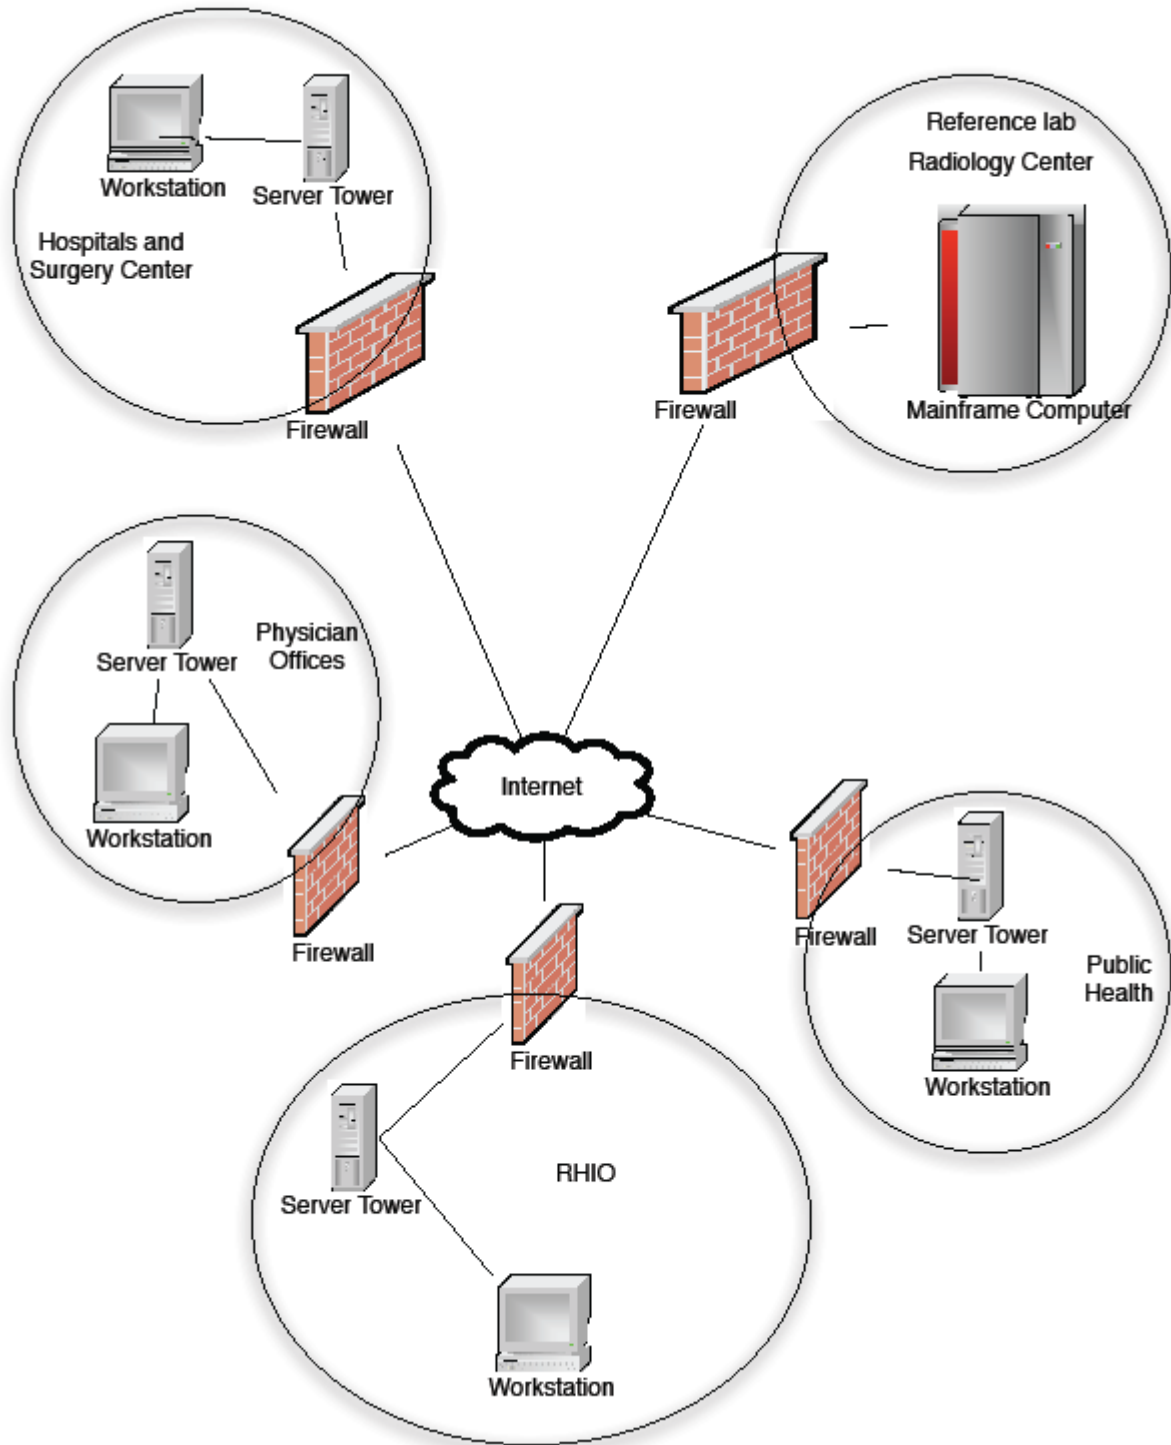 Workstation
Server Tower
Hospitals and
Surgery Center
Firewall
Reference lab
Radiology Center
Mainframe Computer
Firewall
Server Tower
Physician
Offices
Workstation
Firewall
Internet
Firewall
Server Tower
Public
Health
Workstation
Firewall
Server Tower
RHIO
Workstation